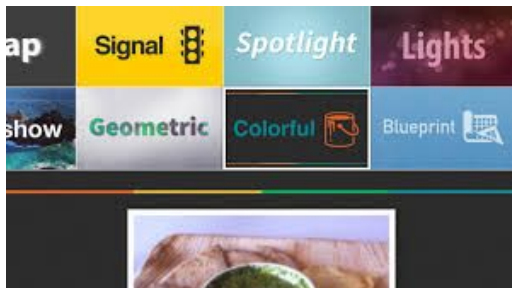 ap
Signal
Spotlight
Lights
show
Geometric
Colorful
Blueprint